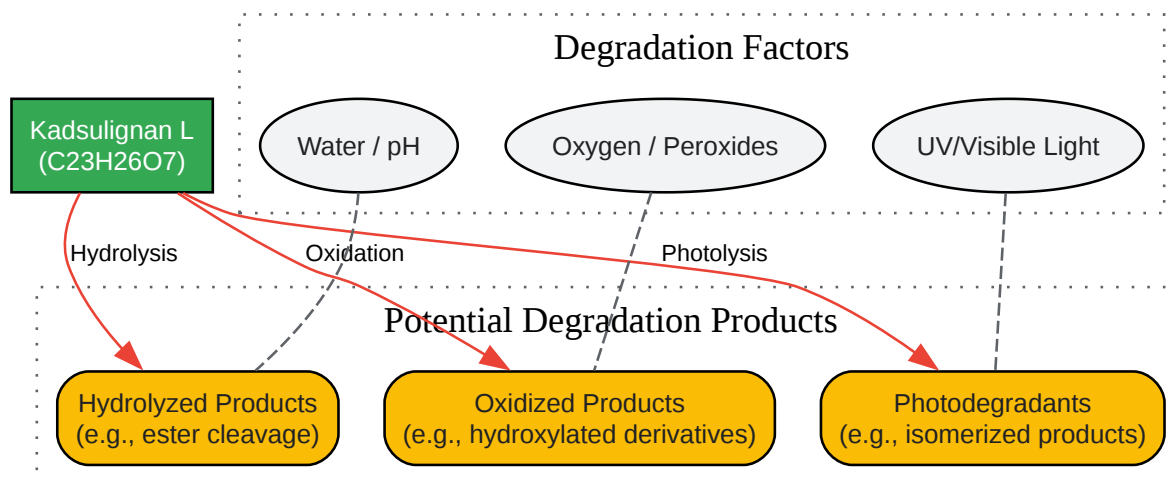 Degradation Factors
Kadsulignan L
(C23H26O7)
Water / pH
Oxygen / Peroxides
UV/Visible Light
Hydrolysis
Oxidation
Photolysis
Potential Degradation Products
Hydrolyzed Products
(e.g., ester cleavage)
Oxidized Products
(e.g., hydroxylated derivatives)
Photodegradants
(e.g., isomerized products)